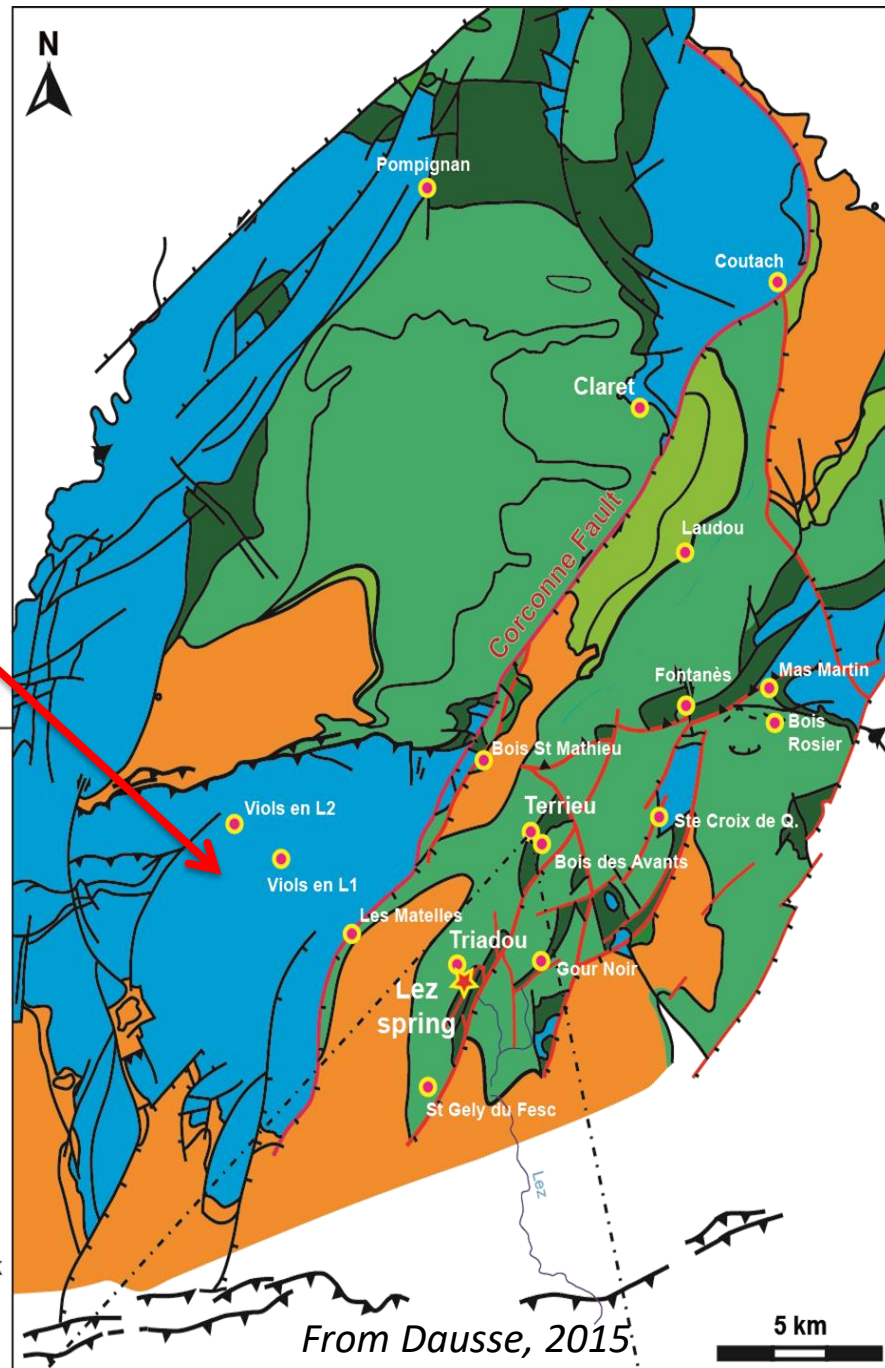 N
Pompignan
Coutach
Claret
Corconne Fault
Laudou
Fontanès
Mas Martin
Bois
Rosier
Bois St Mathieu
Viols en L2
Terrieu
Ste Croix de Q.
Bois des Avants
Viols en L1
Les Matelles
Triadou
Gour Noir
Lez
spring
St Gely du Fesc
Lez
From Dausse, 2015
5 km